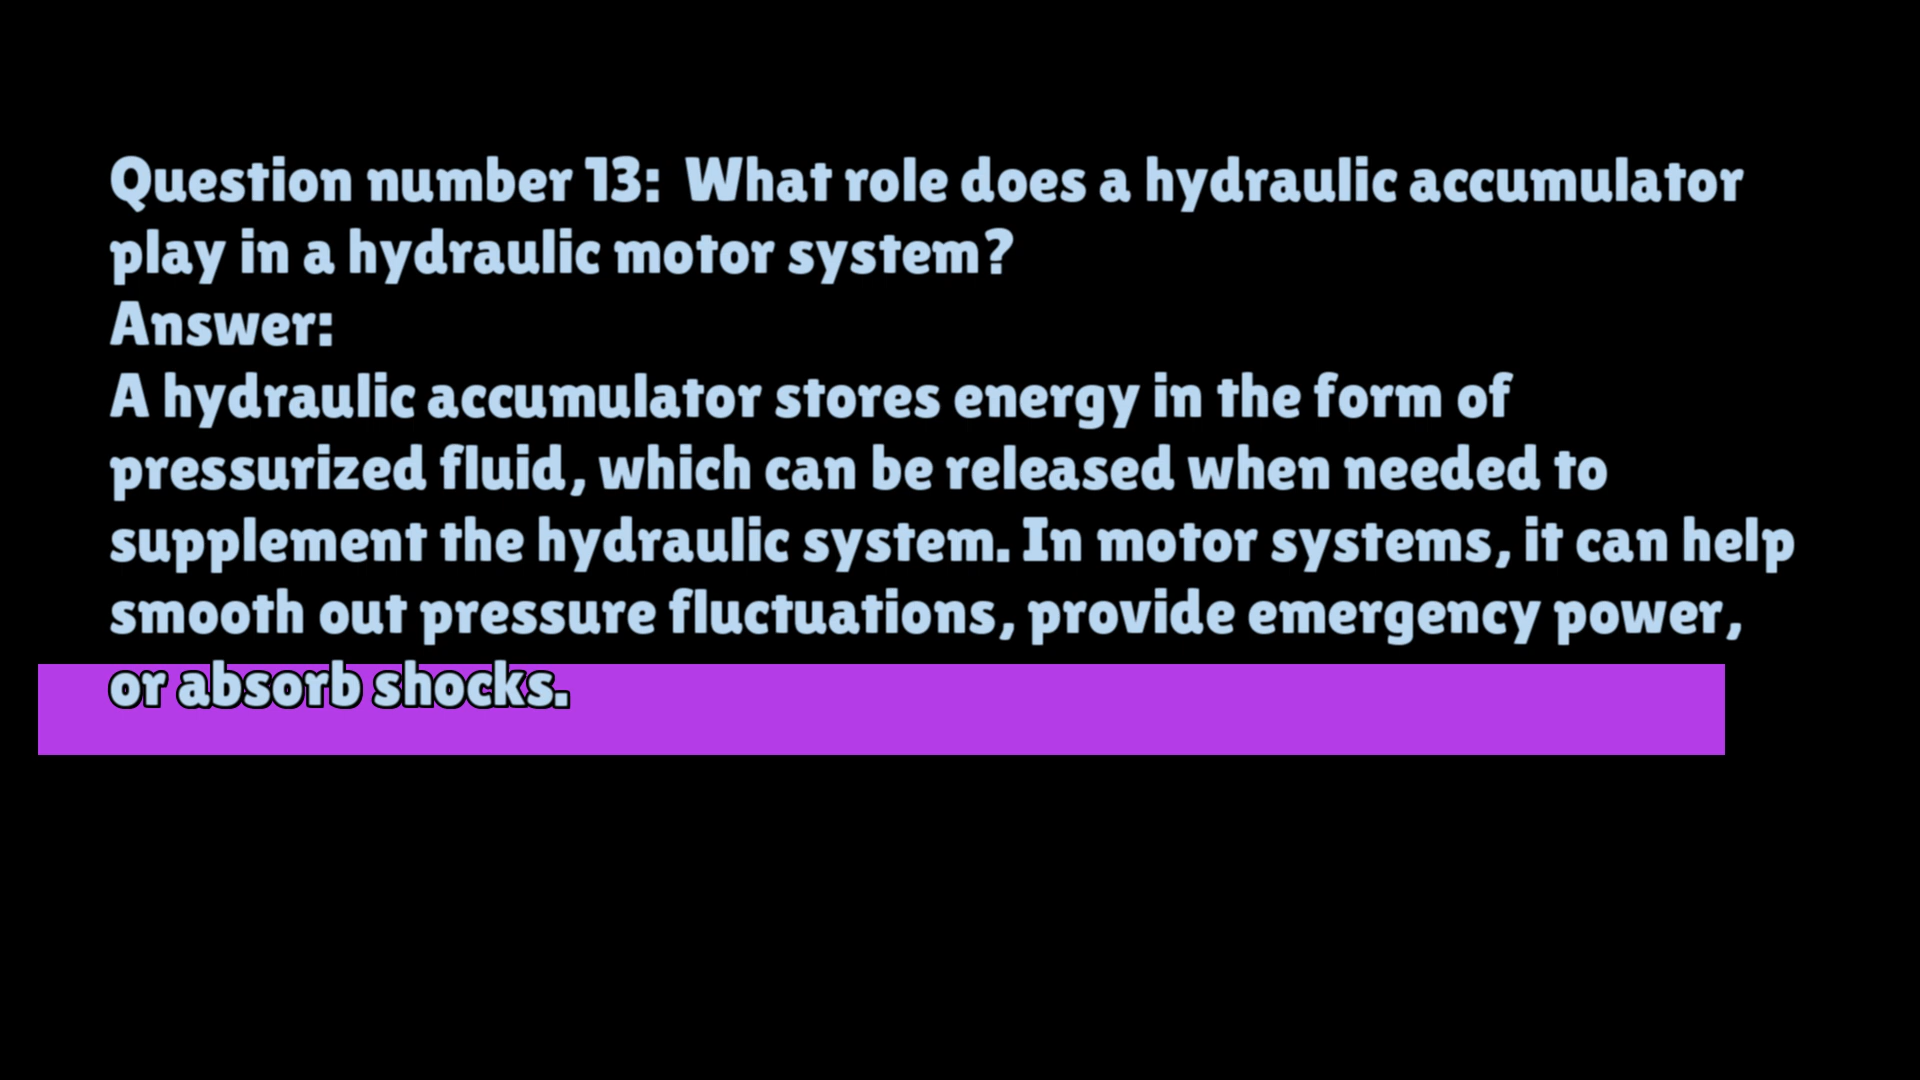 Question number 13:  What role does a hydraulic accumulator
play in a hydraulic motor system?
Answer:
A hydraulic accumulator stores energy in the form of
pressurized fluid, which can be released when needed to
supplement the hydraulic system. In motor systems, it can help
smooth out pressure fluctuations, provide emergency power,
or absorb shocks.